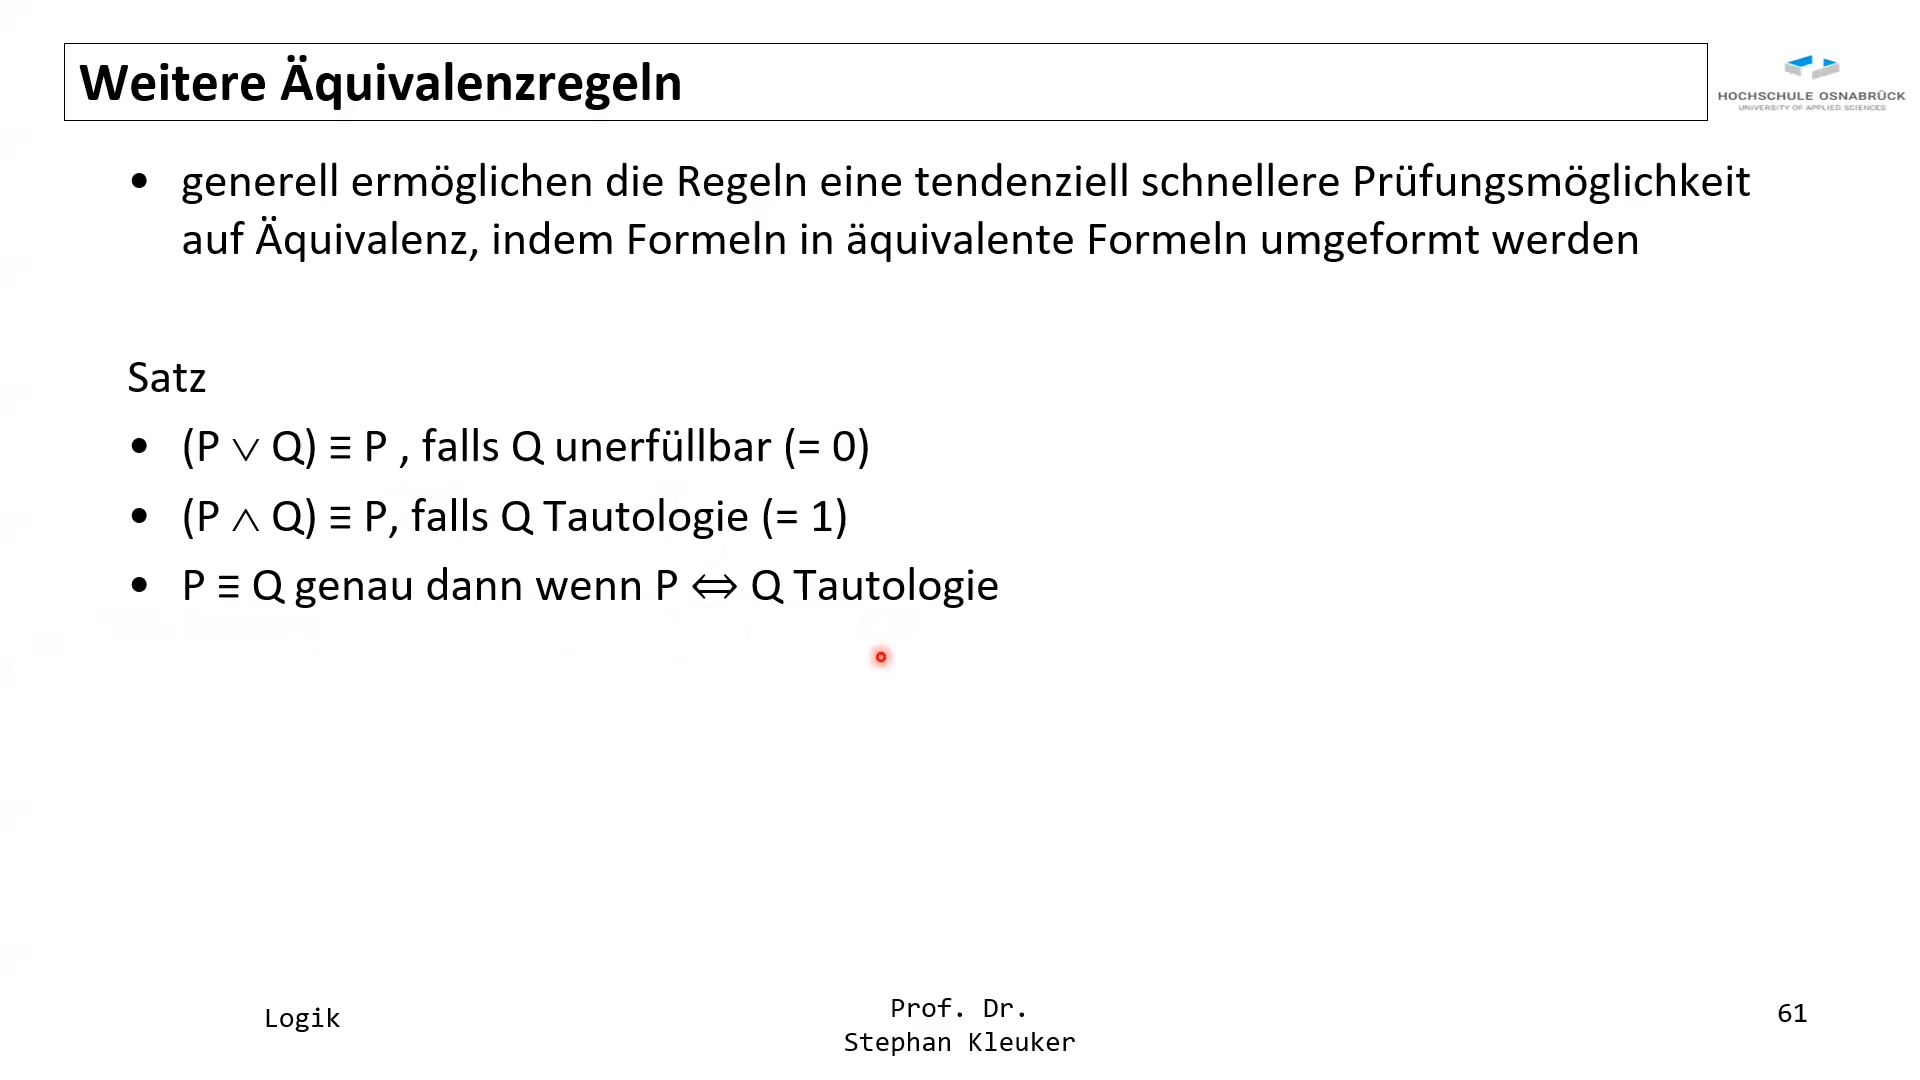 Weitere Äquivalenzregeln
HOCHSCHULE OSNABRÜCK
UNIVERSITY OF APPLIED SCIENCES
• generell ermöglichen die Regeln eine tendenziell schnellere Prüfungsmöglichkeit
auf Äquivalenz, indem Formeln in äquivalente Formeln umgeformt werden
Satz
• (P ∨ Q) ≡ P , falls Q unerfüllbar (= 0)
• (P ∧ Q) ≡ P, falls Q Tautologie (= 1)
• P ≡ Q genau dann wenn P ⇔ Q Tautologie
Logik
Prof. Dr.
Stephan Kleuker
61